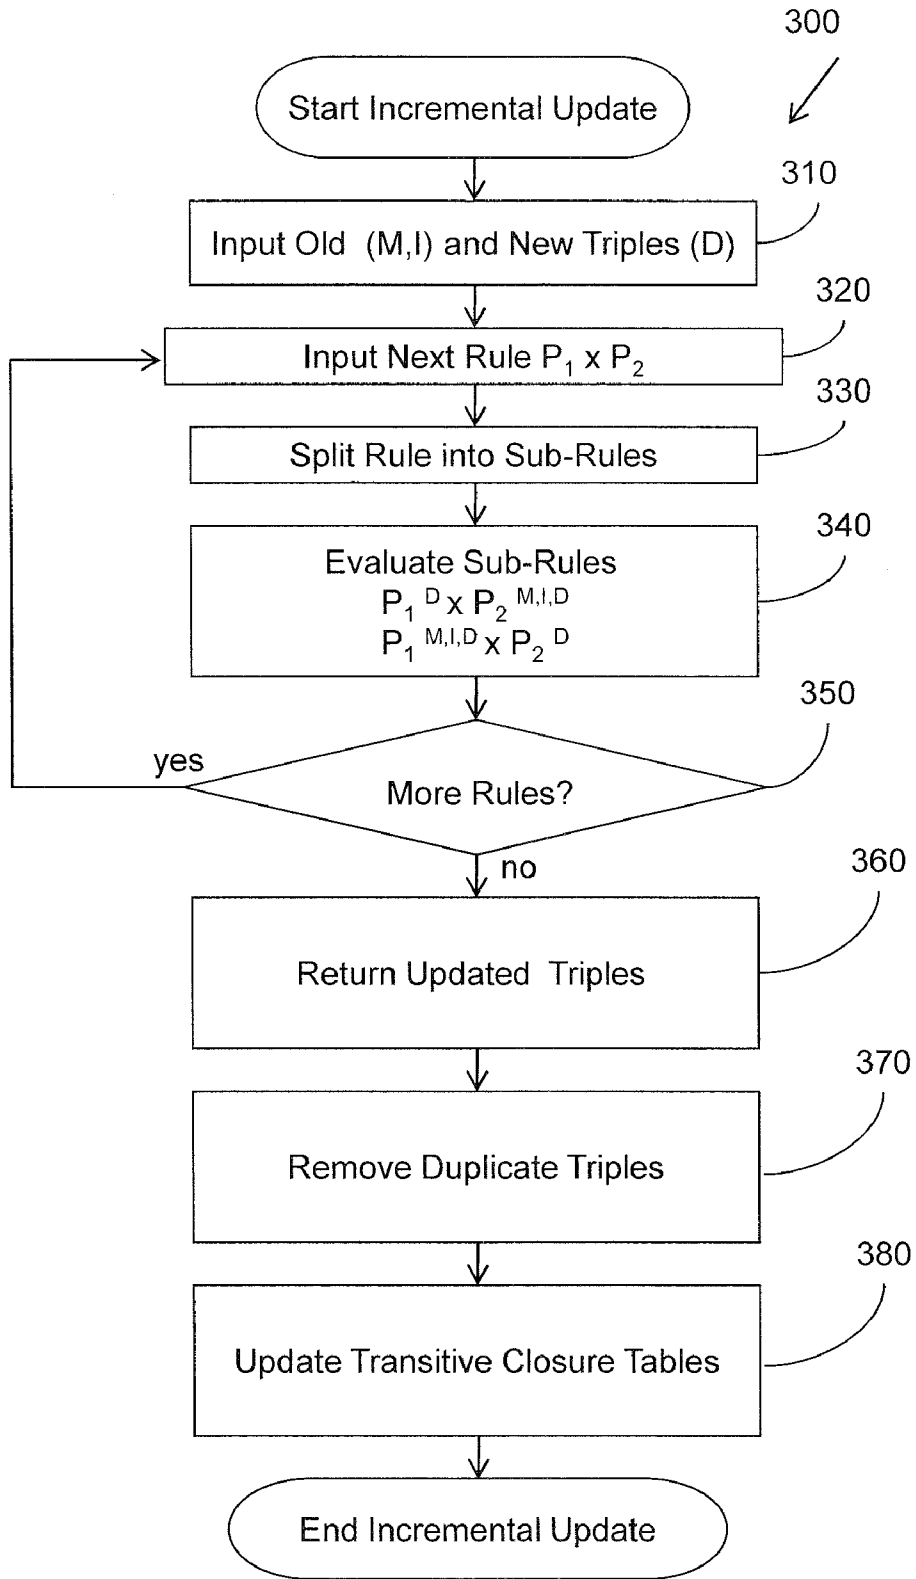 300
Start Incremental Update
310
Input Old (M,I) and New Triples (D)
320
Input Next Rule P₁ x P₂
330
Split Rule into Sub-Rules
340
Evaluate Sub-Rules
P₁ ᴰ x P₂ ᴹ,ᴵ,ᴰ
P₁ ᴹ,ᴵ,ᴰ x P₂ ᴰ
350
yes
More Rules?
no
360
Return Updated Triples
370
Remove Duplicate Triples
380
Update Transitive Closure Tables
End Incremental Update